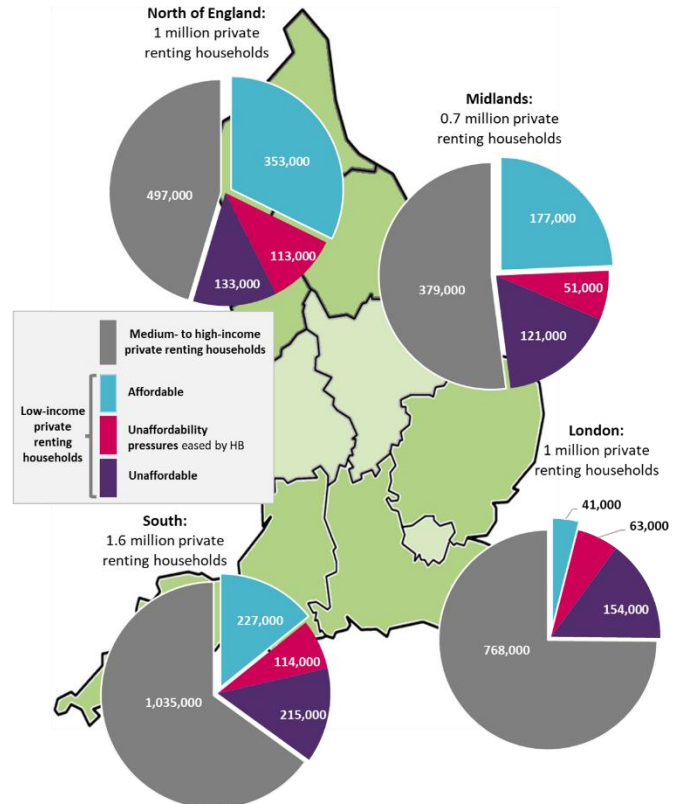 North of England:
1 million private
renting households
353,000
497,000
113,000
133,000
Midlands:
0.7 million private
renting households
177,000
379,000
51,000
121,000
Medium- to high-income
private renting households
Low-income
private
renting
households
Affordable
Unaffordability
pressures eased by HB
Unaffordable
London:
1 million private
renting households
41,000
63,000
154,000
768,000
South:
1.6 million private
renting households
227,000
114,000
1,035,000
215,000